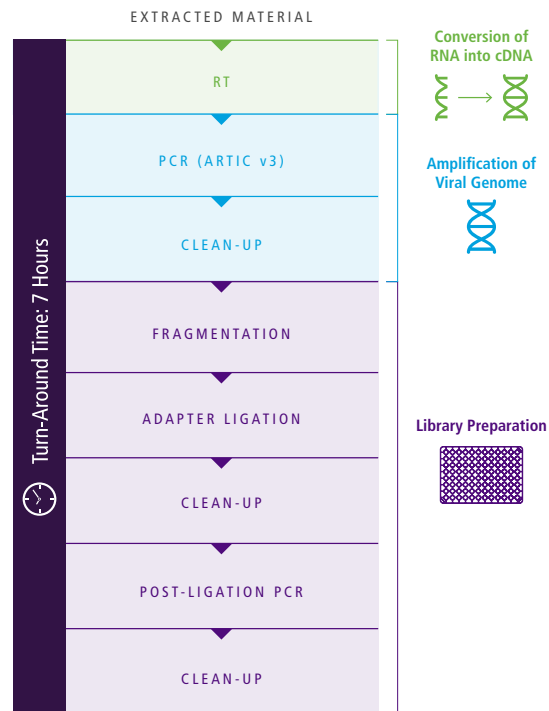 EXTRACTED MATERIAL
Conversion of
RNA into cDNA
RT
PCR (ARTIC v3)
Amplification of
Viral Genome
CLEAN-UP
Turn-Around Time: 7 Hours
FRAGMENTATION
ADAPTER LIGATION
Library Preparation
CLEAN-UP
POST-LIGATION PCR
CLEAN-UP